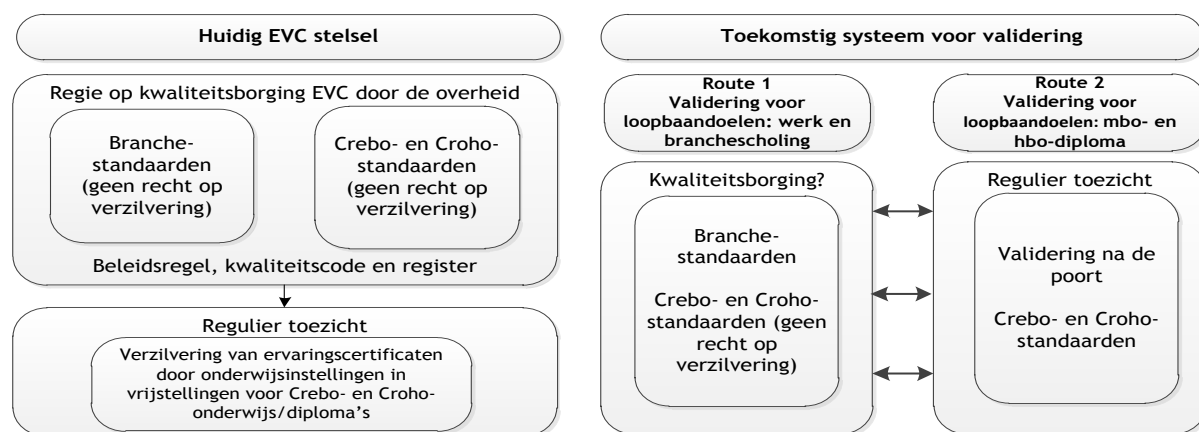 Huidig EVC stelsel
Regie op kwaliteitsborging EVC door de overheid
Branche-
standaarden
(geen recht op
verzilvering)
Crebo- en Croho-
standaarden
(geen recht op
verzilvering)
Beleidsregel, kwaliteitscode en register
Regulier toezicht
Verzilvering van ervaringscertificaten
door onderwijsinstellingen in
vrijstellingen voor Crebo- en Croho-
onderwijs/diploma's
Toekomstig systeem voor validering
Route 1
Validering voor
loopbaandoelen: werk en
branchescholing
Kwaliteitsborging?
Branche-
standaarden
Crebo- en Croho-
standaarden (geen
recht op
verzilvering)
Route 2
Validering voor
loopbaandoelen: mbo- en
hbo-diploma
Regulier toezicht
Validering na de
poort
Crebo- en Croho-
standaarden